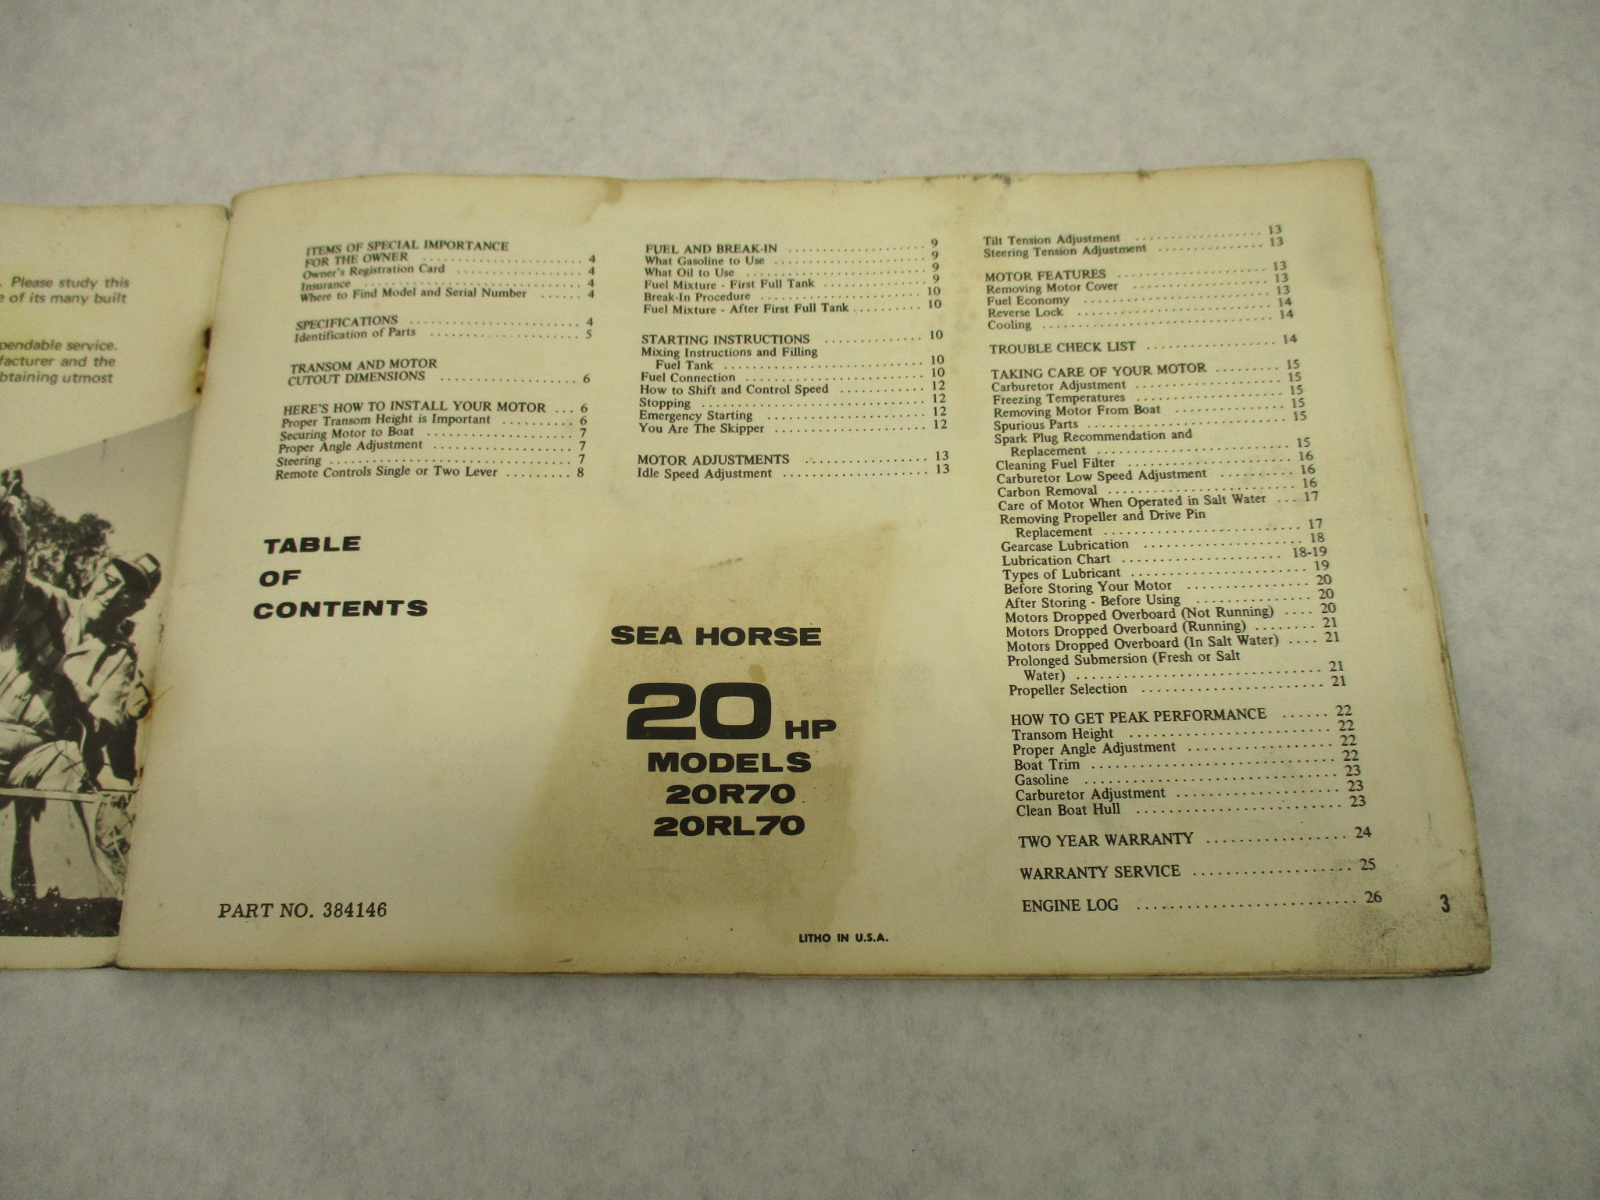 . Please study this
e of its many built
pendable service.
facturer and the
btaining utmost
ITEMS OF SPECIAL IMPORTANCE
FOR THE OWNER .................... 4
Owner's Registration Card .................... 4
Insurance .................... 4
Where to Find Model and Serial Number ...... 4
SPECIFICATIONS .................... 4
Identification of Parts .................... 5
TRANSOM AND MOTOR
CUTOUT DIMENSIONS .................... 6
HERE'S HOW TO INSTALL YOUR MOTOR ... 6
Proper Transom Height is Important .......... 6
Securing Motor to Boat .................... 7
Proper Angle Adjustment .................... 7
Steering .................... 7
Remote Controls Single or Two Lever ......... 8
TABLE
OF
CONTENTS
PART NO. 384146
FUEL AND BREAK-IN .................... 9
What Gasoline to Use .................... 9
What Oil to Use .................... 9
Fuel Mixture - First Full Tank .................... 9
Break-In Procedure .................... 10
Fuel Mixture - After First Full Tank .......... 10
STARTING INSTRUCTIONS .................... 10
Mixing Instructions and Filling
Fuel Tank .................... 10
Fuel Connection .................... 10
How to Shift and Control Speed .............. 12
Stopping .................... 12
Emergency Starting .................... 12
You Are The Skipper .................... 12
MOTOR ADJUSTMENTS .................... 13
Idle Speed Adjustment .................... 13
SEA HORSE
20 HP
MODELS
20R70
20RL70
LITHO IN U.S.A.
Tilt Tension Adjustment .................... 13
Steering Tension Adjustment .................... 13
MOTOR FEATURES .................... 13
Removing Motor Cover .................... 13
Fuel Economy .................... 13
Reverse Lock .................... 14
Cooling .................... 14
TROUBLE CHECK LIST .................... 14
TAKING CARE OF YOUR MOTOR ......... 15
Carburetor Adjustment .................... 15
Freezing Temperatures .................... 15
Removing Motor From Boat .................... 15
Spurious Parts .................... 15
Spark Plug Recommendation and
Replacement .................... 15
Cleaning Fuel Filter .................... 16
Carburetor Low Speed Adjustment ............ 16
Carbon Removal .................... 16
Care of Motor When Operated in Salt Water ... 17
Removing Propeller and Drive Pin
Replacement .................... 17
Gearcase Lubrication .................... 18
Lubrication Chart .................... 18-19
Types of Lubricant .................... 19
Before Storing Your Motor .................... 20
After Storing - Before Using .................... 20
Motors Dropped Overboard (Not Running) .... 20
Motors Dropped Overboard (Running) ........ 21
Motors Dropped Overboard (In Salt Water) .... 21
Prolonged Submersion (Fresh or Salt
Water) .................... 21
Propeller Selection .................... 21
HOW TO GET PEAK PERFORMANCE ...... 22
Transom Height .................... 22
Proper Angle Adjustment .................... 22
Boat Trim .................... 22
Gasoline .................... 23
Carburetor Adjustment .................... 23
Clean Boat Hull .................... 23
TWO YEAR WARRANTY .................... 24
WARRANTY SERVICE .................... 25
ENGINE LOG .................... 26
3